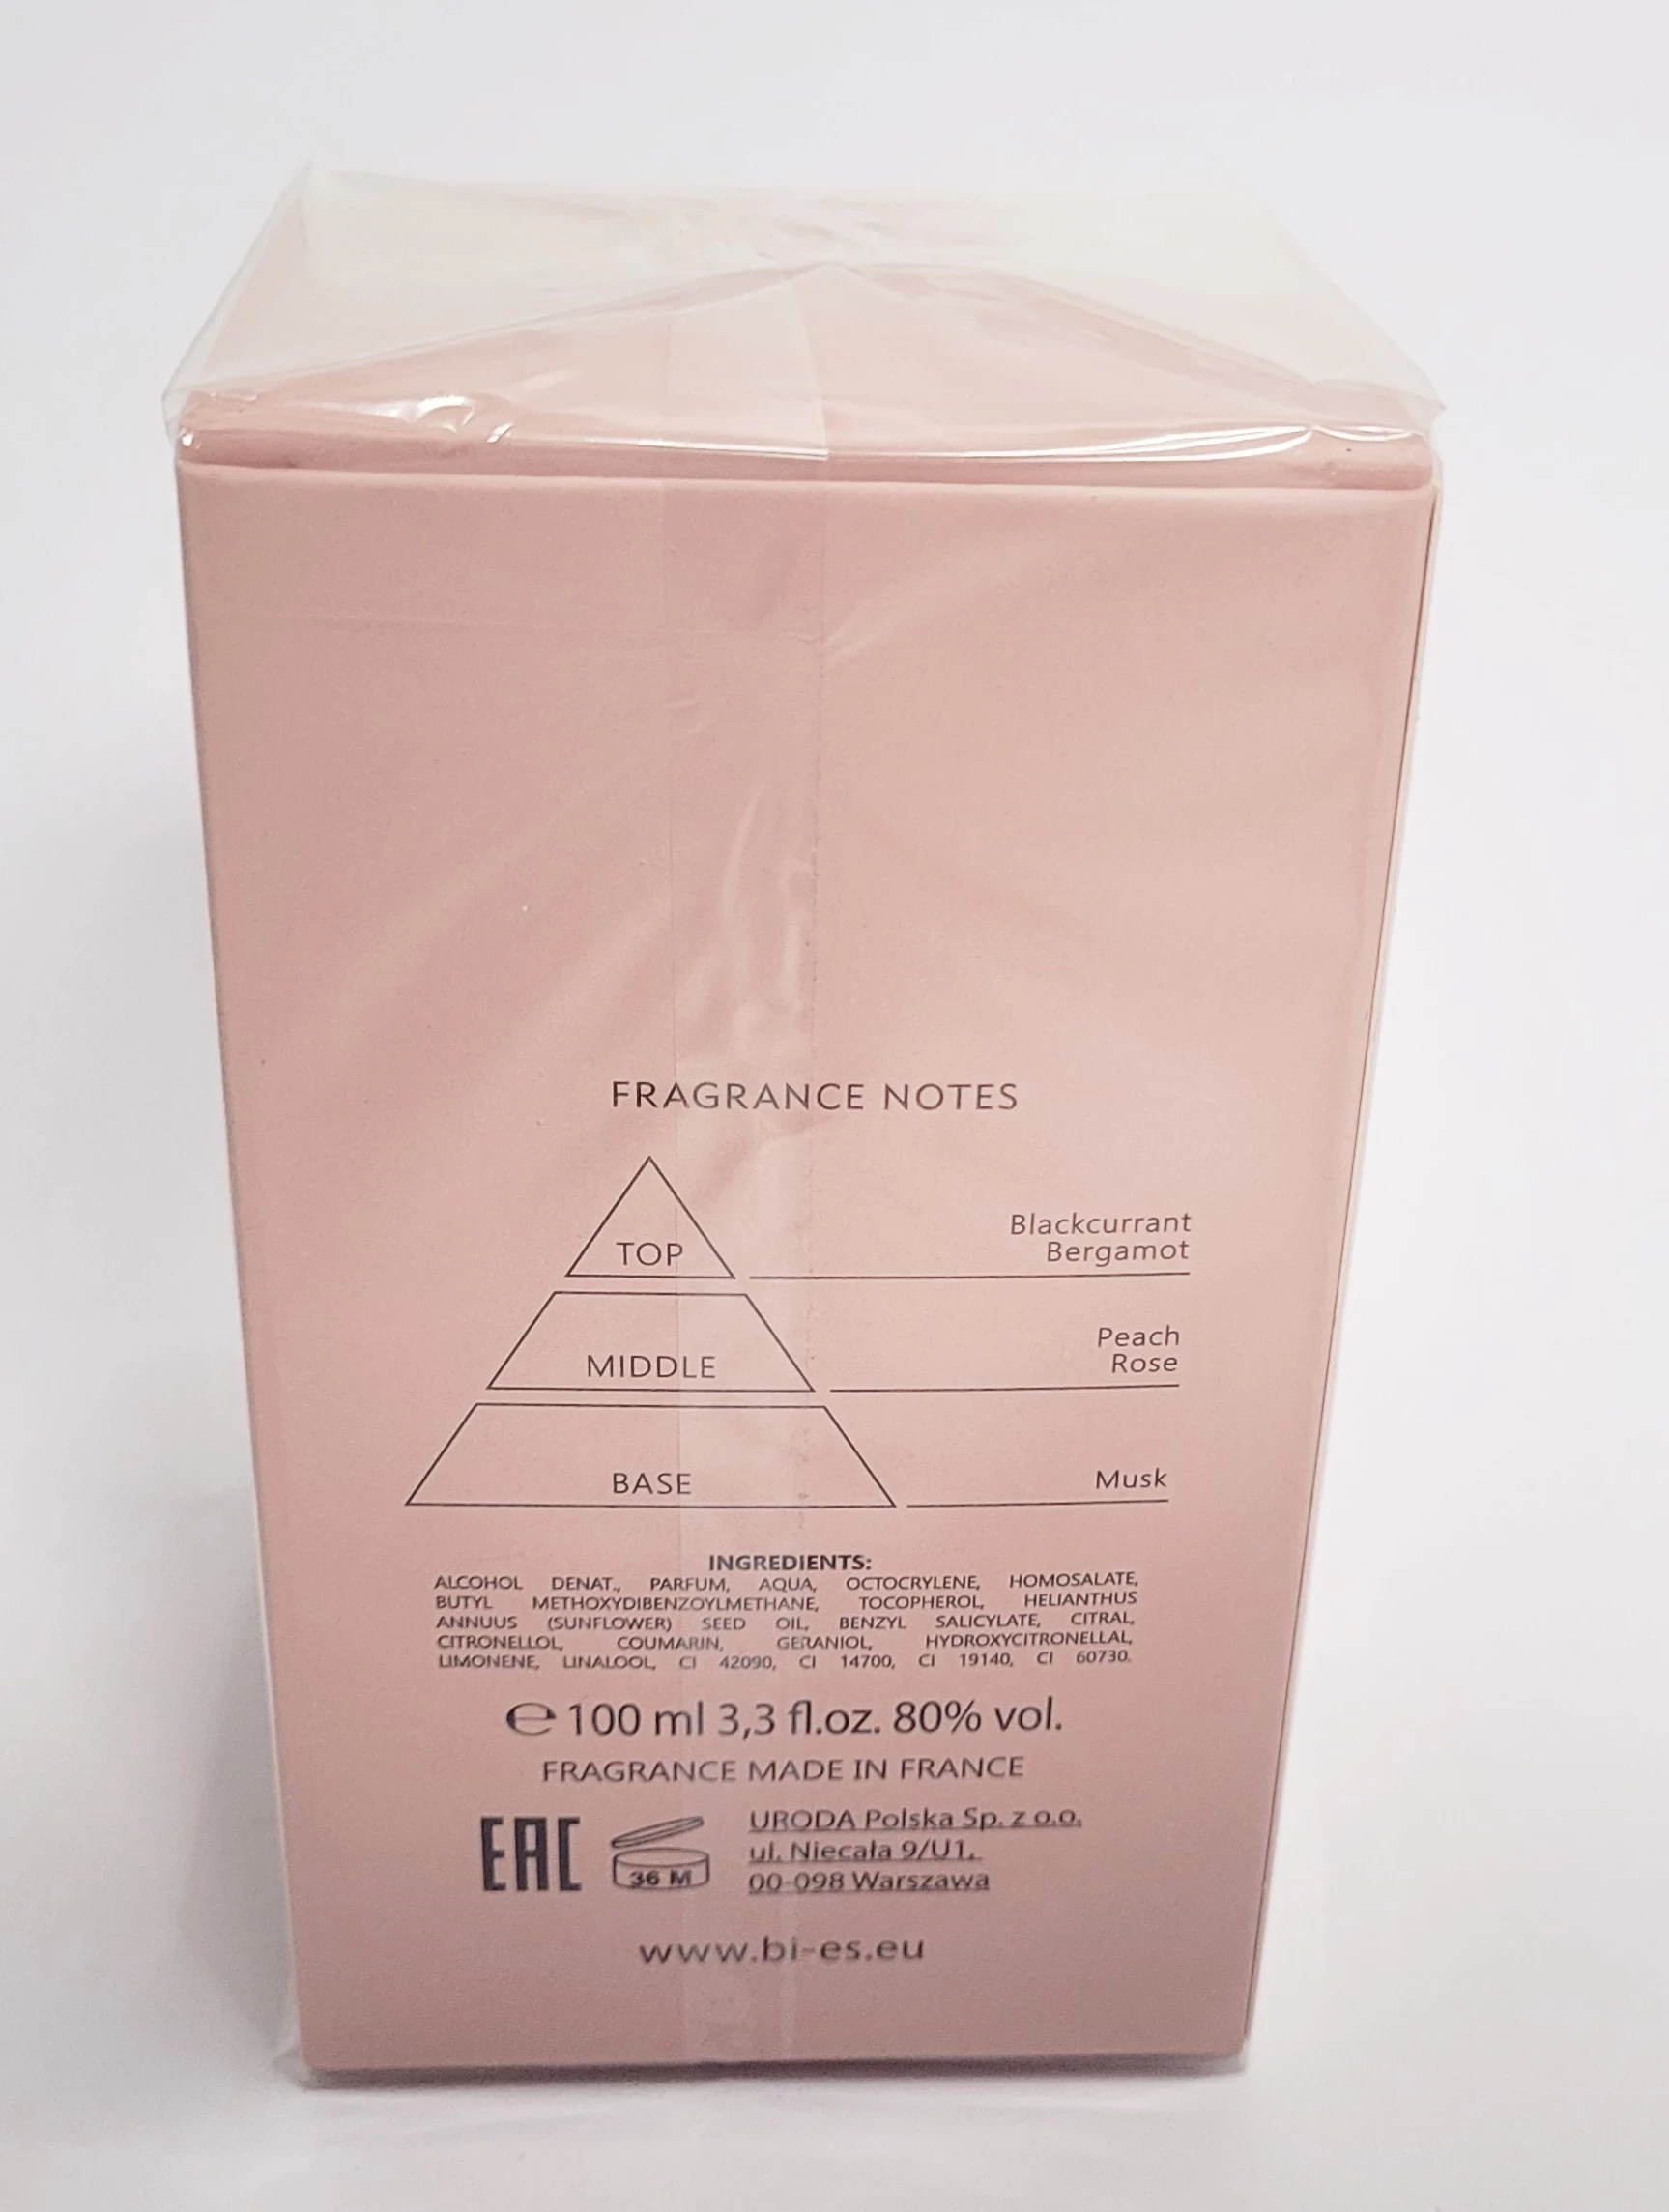 FRAGRANCE NOTES
TOP
Blackcurrant
Bergamot
MIDDLE
Peach
Rose
BASE
Musk
INGREDIENTS:
ALCOHOL DENAT., PARFUM, AQUA, OCTOCRYLENE, HOMOSALATE,
BUTYL METHOXYDIBENZOYLMETHANE, TOCOPHEROL, HELIANTHUS
ANNUUS (SUNFLOWER) SEED OIL, BENZYL SALICYLATE, CITRAL,
CITRONELLOL, COUMARIN, GERANIOL, HYDROXYCITRONELLAL,
LIMONENE, LINALOOL, CI 42090, CI 14700, CI 19140, CI 60730.
℮ 100 ml 3,3 fl.oz. 80% vol.
FRAGRANCE MADE IN FRANCE
EAC
36 M
URODA Polska Sp. z o.o.
ul. Niecała 9/U1,
00-098 Warszawa
www.bi-es.eu